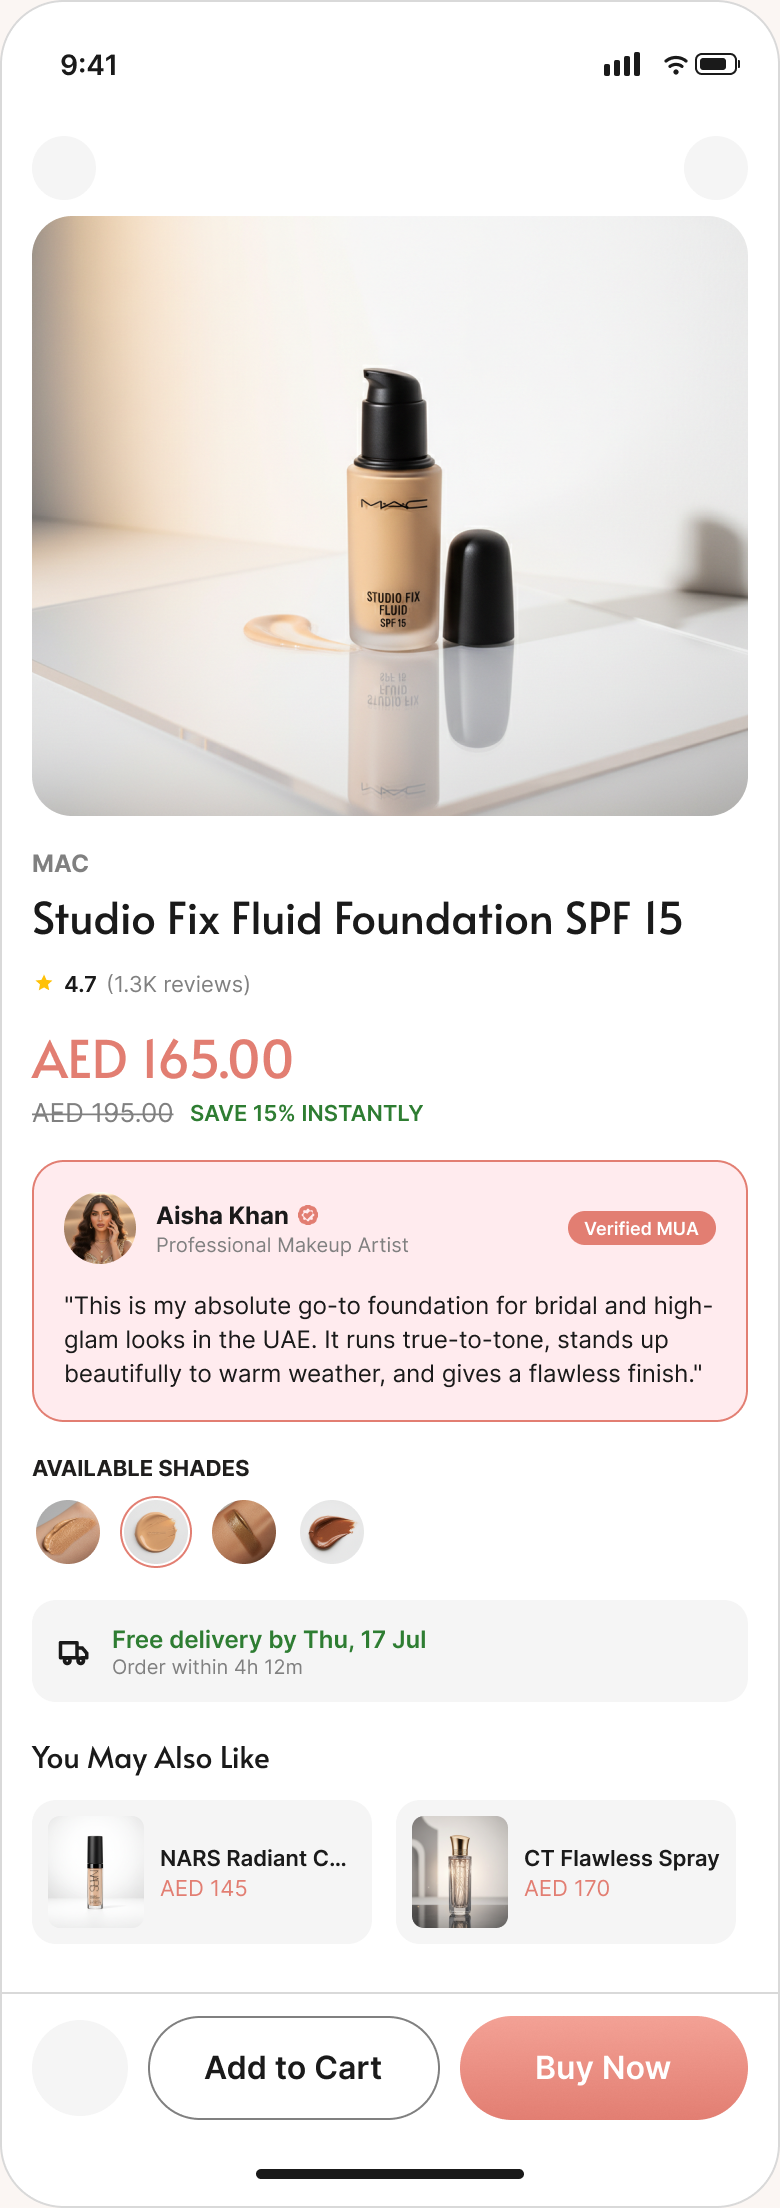 9:41
MAC
STUDIO FIX
FLUID
SPF 15
MAC
Studio Fix Fluid Foundation SPF 15
4.7 (1.3K reviews)
AED 165.00
AED 195.00 SAVE 15% INSTANTLY
Aisha Khan
Professional Makeup Artist
Verified MUA
"This is my absolute go-to foundation for bridal and high-
glam looks in the UAE. It runs true-to-tone, stands up
beautifully to warm weather, and gives a flawless finish."
AVAILABLE SHADES
Free delivery by Thu, 17 Jul
Order within 4h 12m
You May Also Like
NARS
NARS Radiant C...
AED 145
CT Flawless Spray
AED 170
Add to Cart
Buy Now